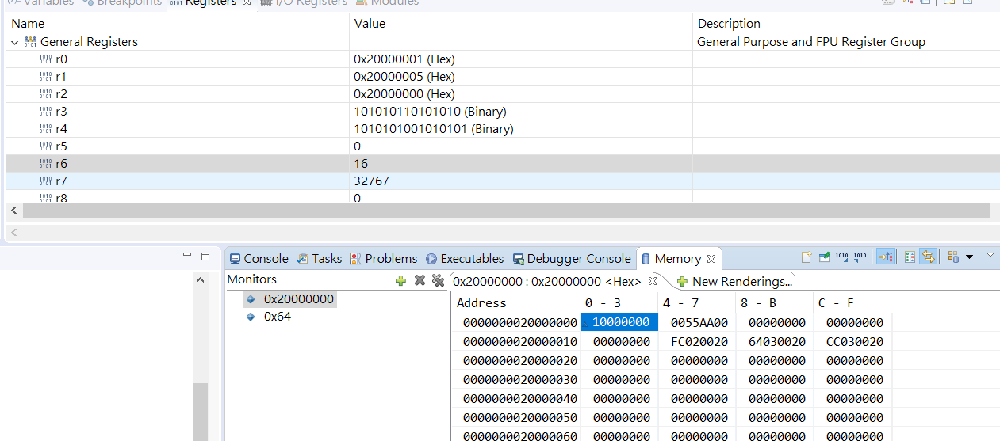 Variables Breakpoints Registers I/O Registers Modules
Name Value Description
General Registers General Purpose and FPU Register Group
r0 0x20000001 (Hex)
r1 0x20000005 (Hex)
r2 0x20000000 (Hex)
r3 101010110101010 (Binary)
r4 1010101001010101 (Binary)
r5 0
r6 16
r7 32767
r8 0
Console Tasks Problems Executables Debugger Console Memory
Monitors
0x20000000
0x64
0x20000000 : 0x20000000 <Hex> New Renderings...
Address 0 - 3 4 - 7 8 - B C - F
0000000020000000 10000000 0055AA00 00000000 00000000
0000000020000010 00000000 FC020020 64030020 CC030020
0000000020000020 00000000 00000000 00000000 00000000
0000000020000030 00000000 00000000 00000000 00000000
0000000020000040 00000000 00000000 00000000 00000000
0000000020000050 00000000 00000000 00000000 00000000
0000000020000060 00000000 00000000 00000000 00000000